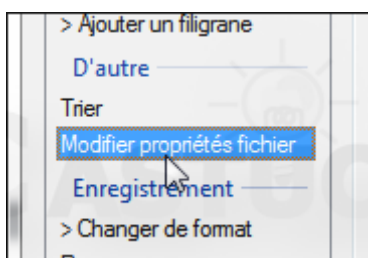 > Ajouter un filigrane
D'autre
Trier
Modifier propriétés fichier
Enregistrement
> Changer de format